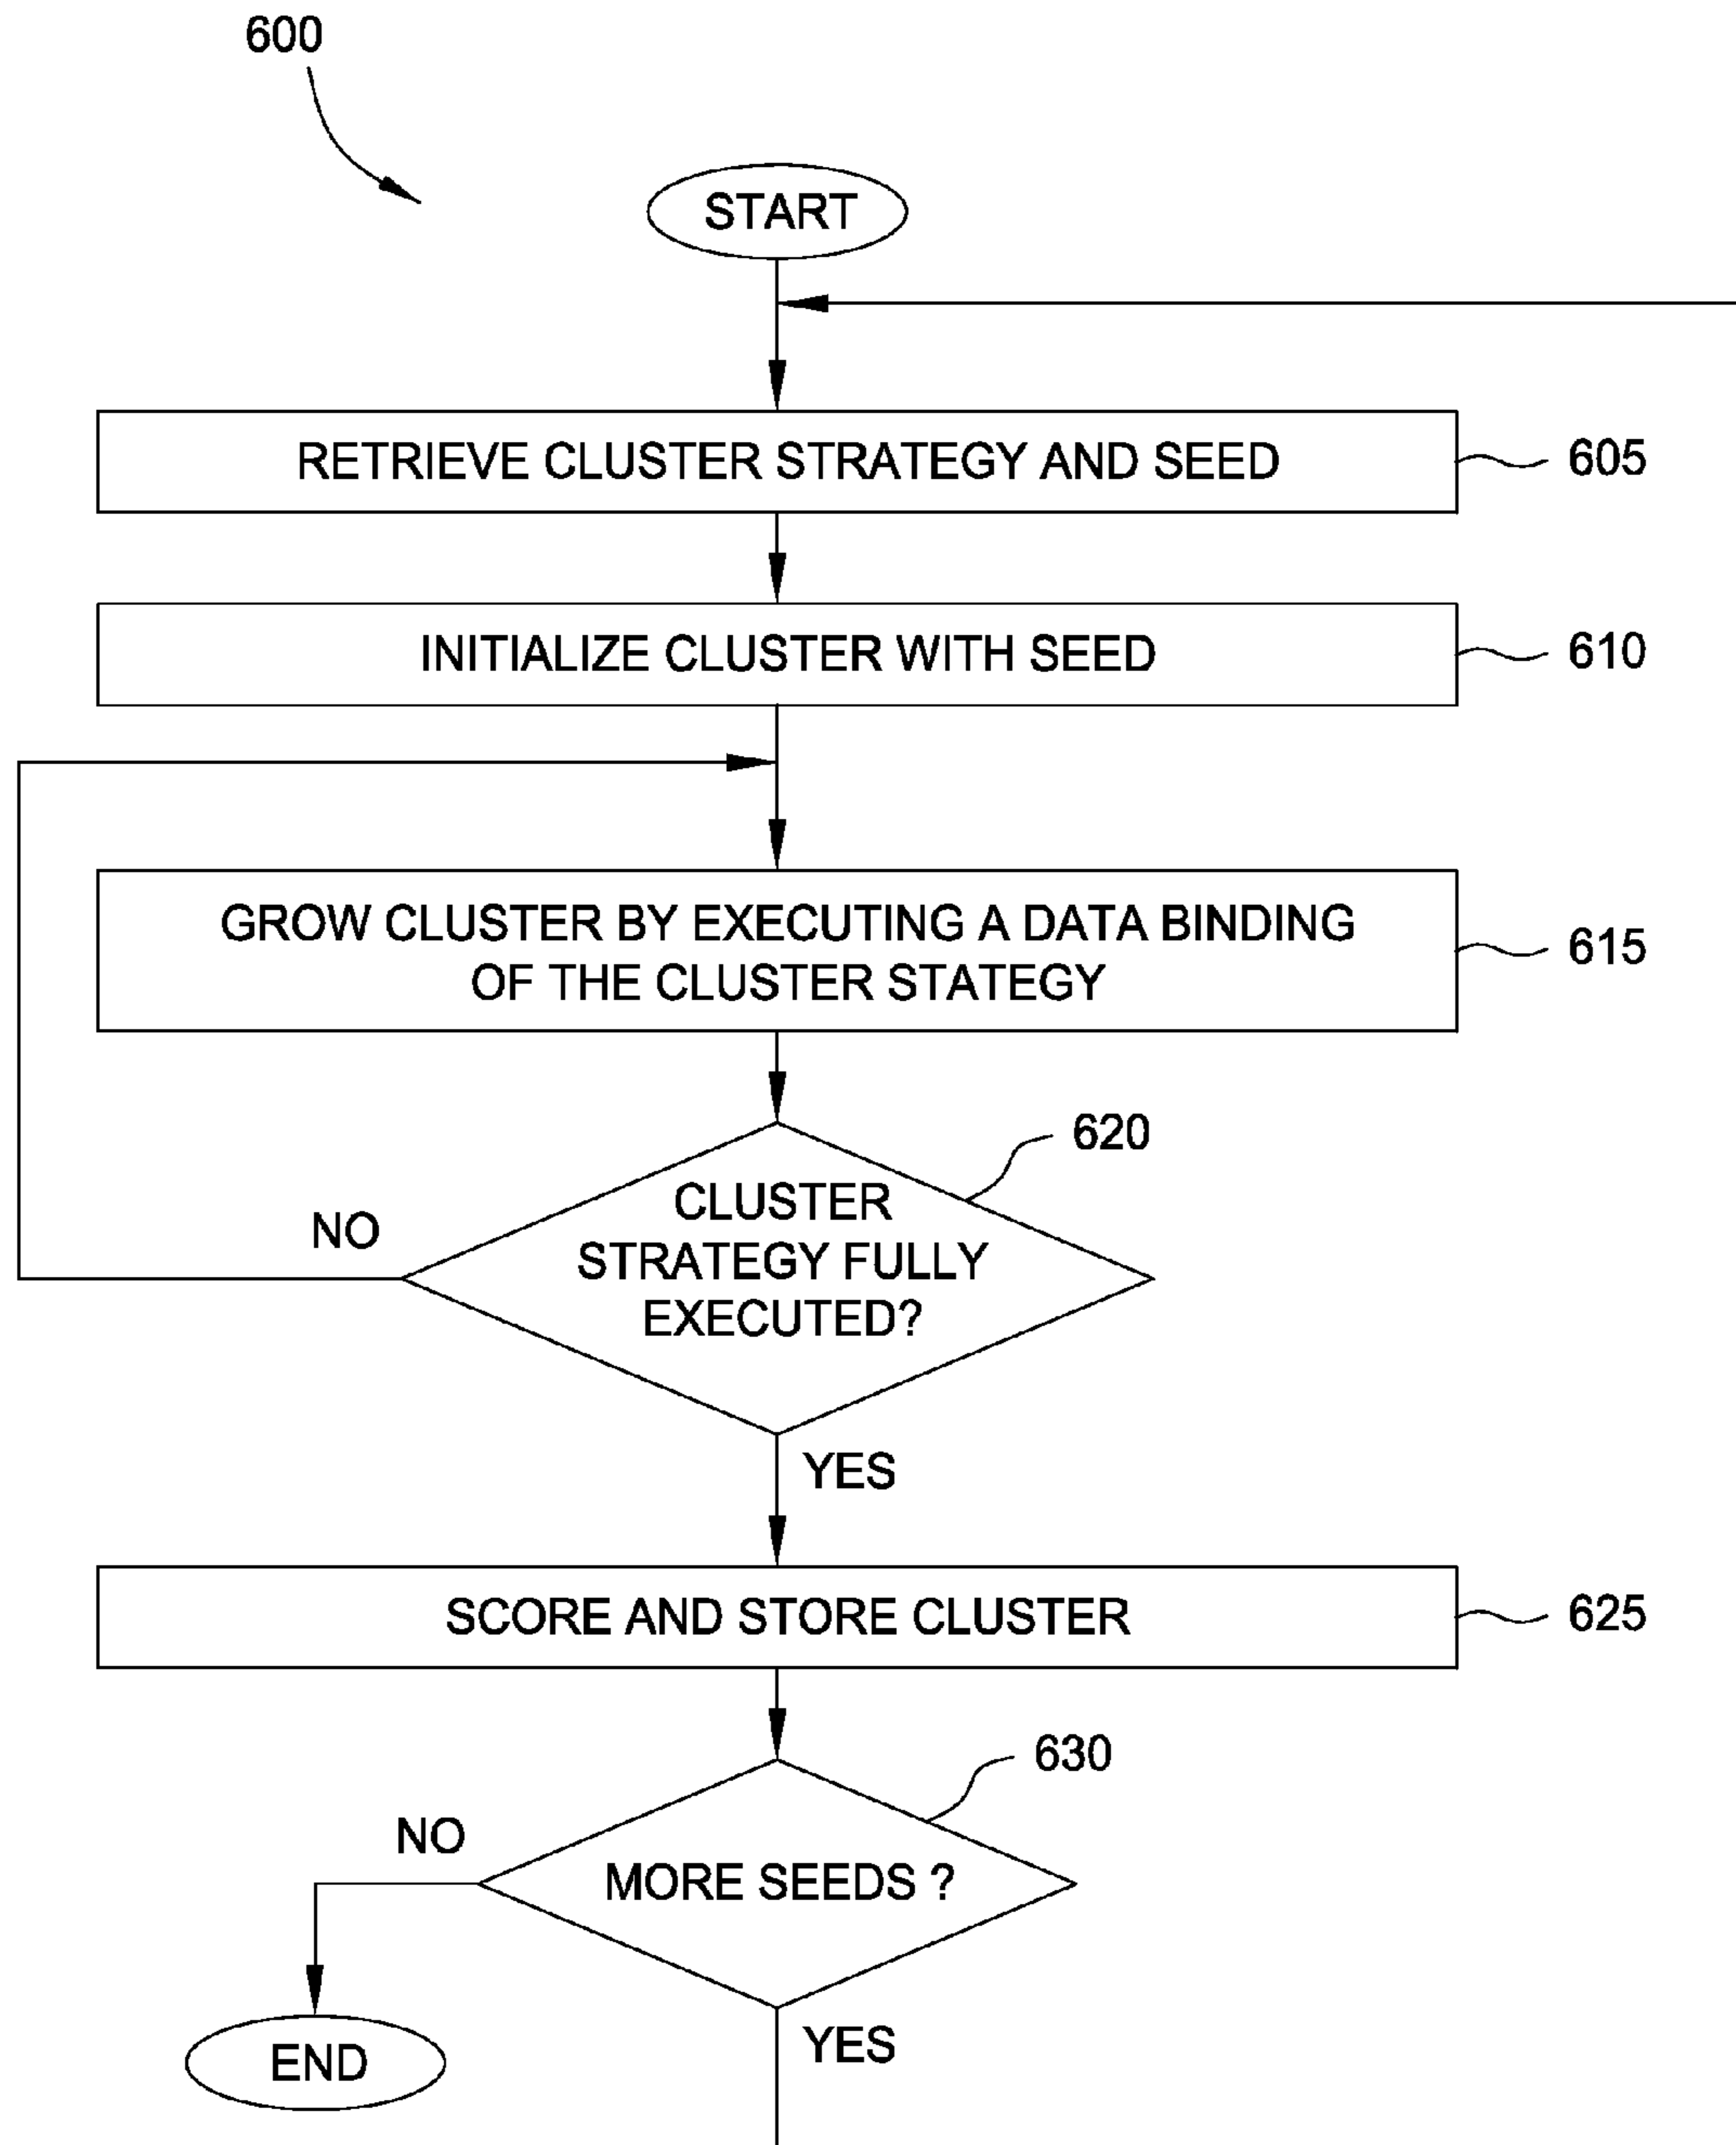 600
START
RETRIEVE CLUSTER STRATEGY AND SEED
605
INITIALIZE CLUSTER WITH SEED
610
GROW CLUSTER BY EXECUTING A DATA BINDING
OF THE CLUSTER STATEGY
615
620
CLUSTER
STRATEGY FULLY
EXECUTED?
NO
YES
SCORE AND STORE CLUSTER
625
630
NO
MORE SEEDS ?
YES
END